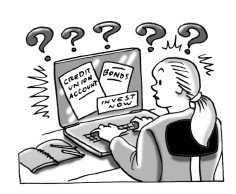 ? ? ? ? ?
CREDIT
UNION
ACCOUNT
BONDS
INVEST
NOW